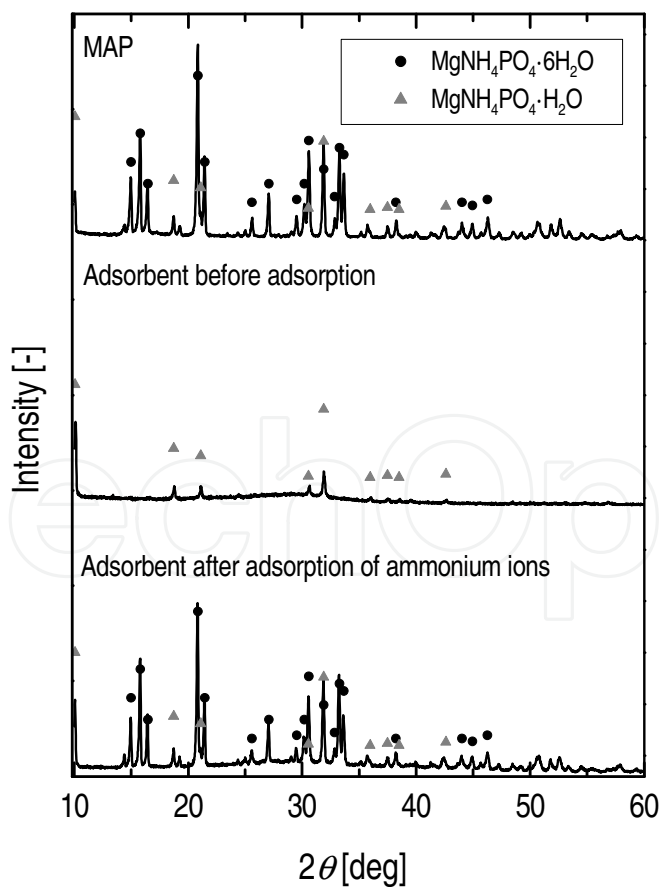 MAP
MgNH₄PO₄·6H₂O
MgNH₄PO₄·H₂O
Adsorbent before adsorption
Intensity [-]
echOp
Adsorbent after adsorption of ammonium ions
10 20 30 40 50 60
2θ [deg]